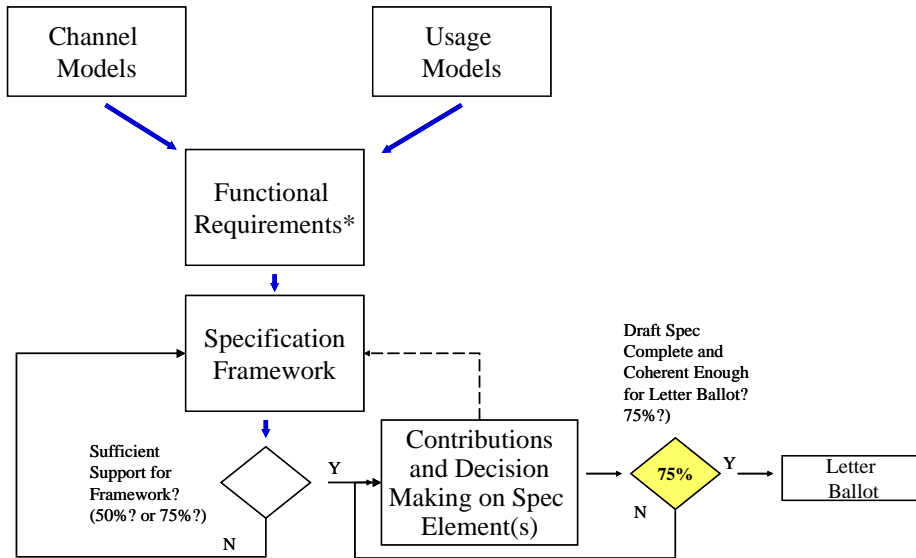 Channel
Models
Usage
Models
Functional
Requirements*
Specification
Framework
Draft Spec
Complete and
Coherent Enough
for Letter Ballot?
75%?)
Sufficient
Support for
Framework?
(50%? or 75%?)
Y
N
Contributions
and Decision
Making on Spec
Element(s)
75%
Y
N
Letter
Ballot